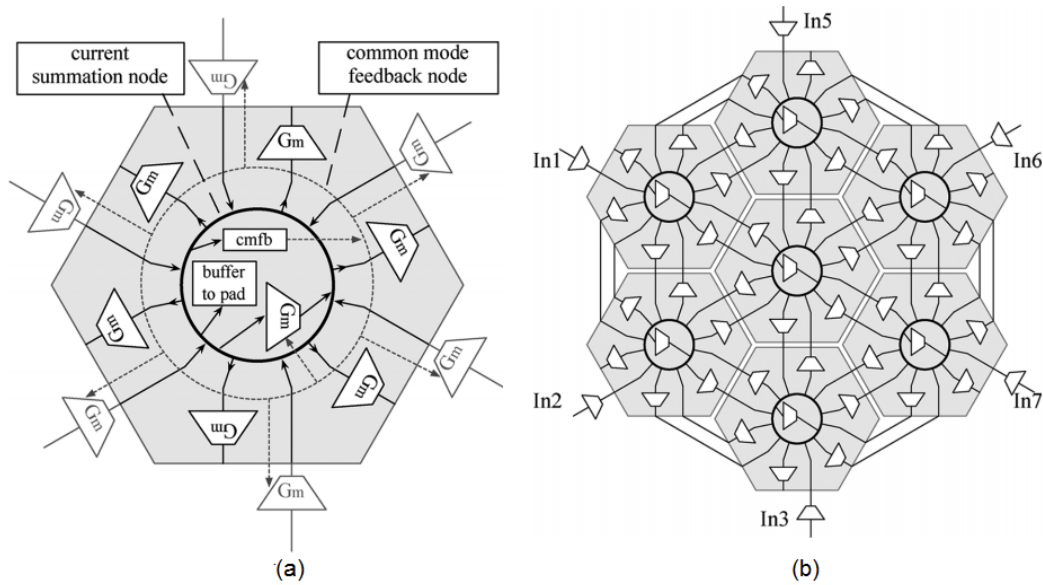 current
summation node
common mode
feedback node
Gm
Gm
Gm
Gm
Gm
cmfb
Gm
buffer
to pad
Gm
Gm
Gm
Gm
Gm
Gm
Gm
Gm
(a)
In5
In1
In6
In2
In7
In3
(b)